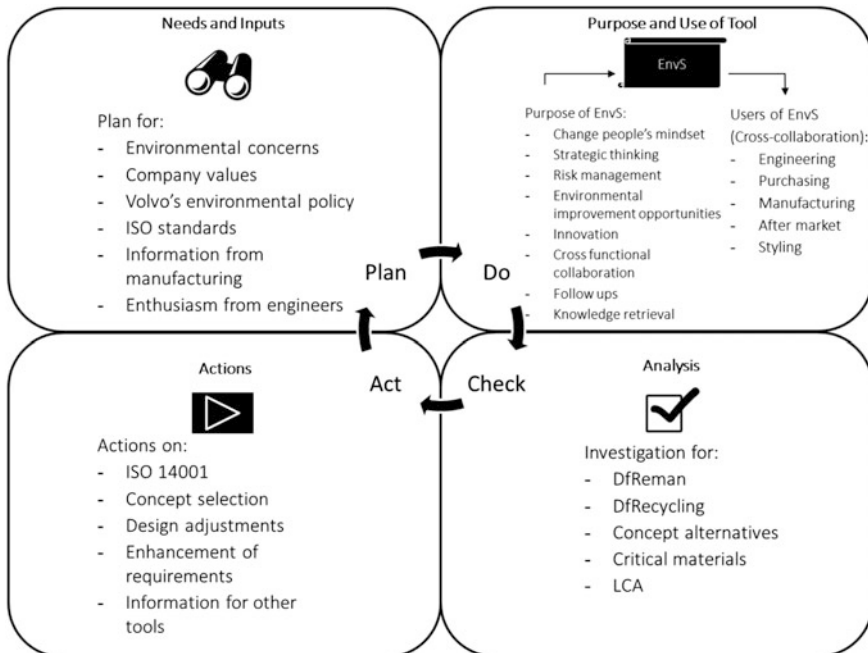 Needs and Inputs
Plan for:
- Environmental concerns
- Company values
- Volvo's environmental policy
- ISO standards
- Information from
manufacturing
- Enthusiasm from engineers
Plan
Purpose and Use of Tool
EnvS
Purpose of EnvS:
- Change people's mindset
- Strategic thinking
- Risk management
- Environmental
improvement opportunities
- Innovation
- Cross functional
collaboration
- Follow ups
- Knowledge retrieval
Users of EnvS
(Cross-collaboration):
- Engineering
- Purchasing
- Manufacturing
- After market
- Styling
Do
Actions
Act
Actions on:
- ISO 14001
- Concept selection
- Design adjustments
- Enhancement of
requirements
- Information for other
tools
Analysis
Check
Investigation for:
- DfReman
- DfRecycling
- Concept alternatives
- Critical materials
- LCA